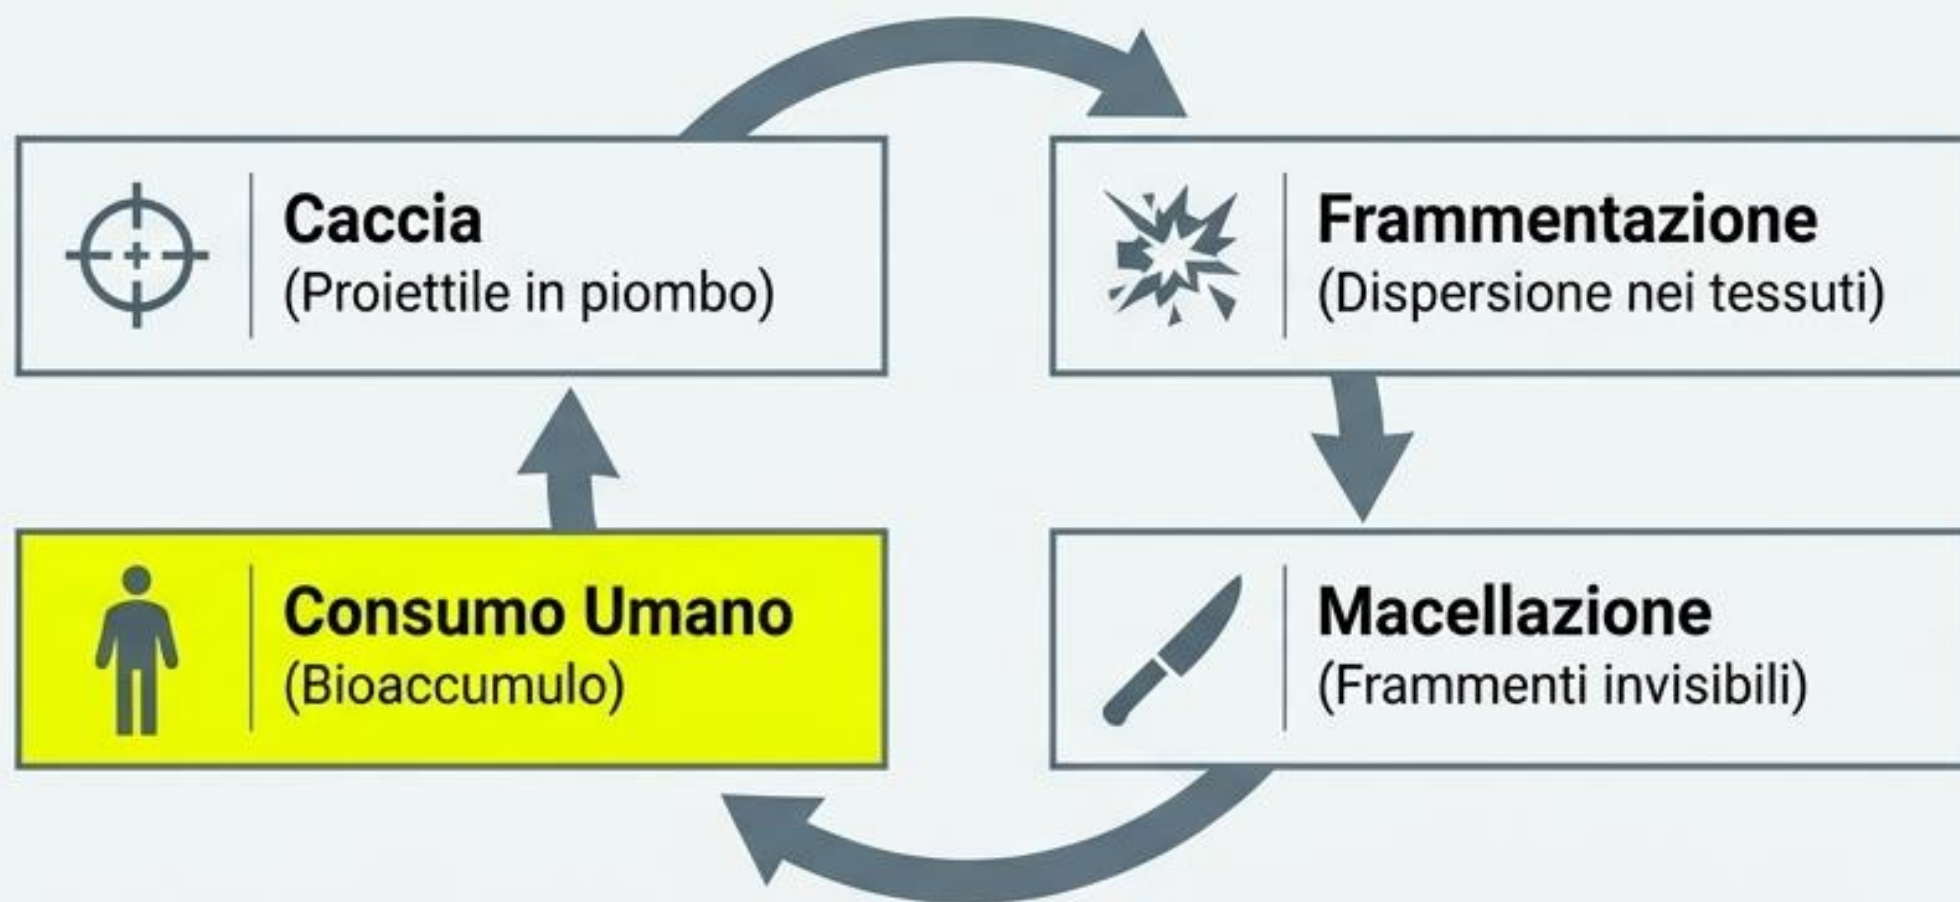 Caccia
(Proiettile in piombo)
Frammentazione
(Dispersione nei tessuti)
Consumo Umano
(Bioaccumulo)
Macellazione
(Frammenti invisibili)